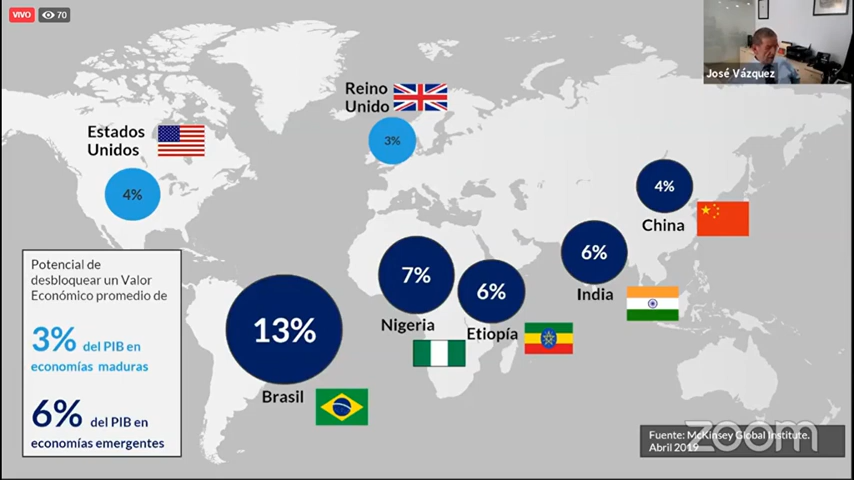 VIVO
70
José Vázquez
Reino
Unido
3%
Estados
Unidos
4%
4%
China
6%
India
7%
Nigeria
6%
Etiopía
13%
Brasil
Potencial de
desbloquear un Valor
Económico promedio de
3% del PIB en
economías maduras
6% del PIB en
economías emergentes
Fuente: McKinsey Global Institute.
Abril 2019
zoom